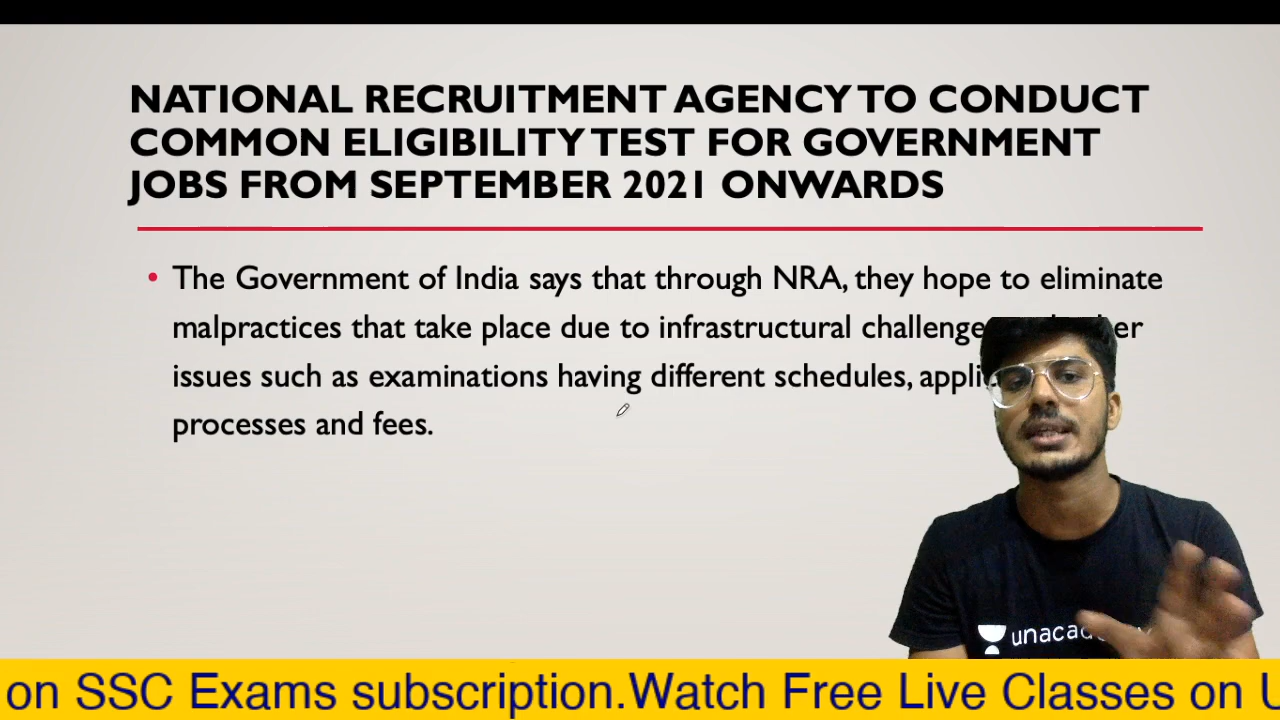 NATIONAL RECRUITMENT AGENCY TO CONDUCT
COMMON ELIGIBILITY TEST FOR GOVERNMENT
JOBS FROM SEPTEMBER 2021 ONWARDS
• The Government of India says that through NRA, they hope to eliminate
malpractices that take place due to infrastructural
issues such as examinations having different schedules,
processes and fees.
on SSC Exams subscription.Watch Free Live Classes on